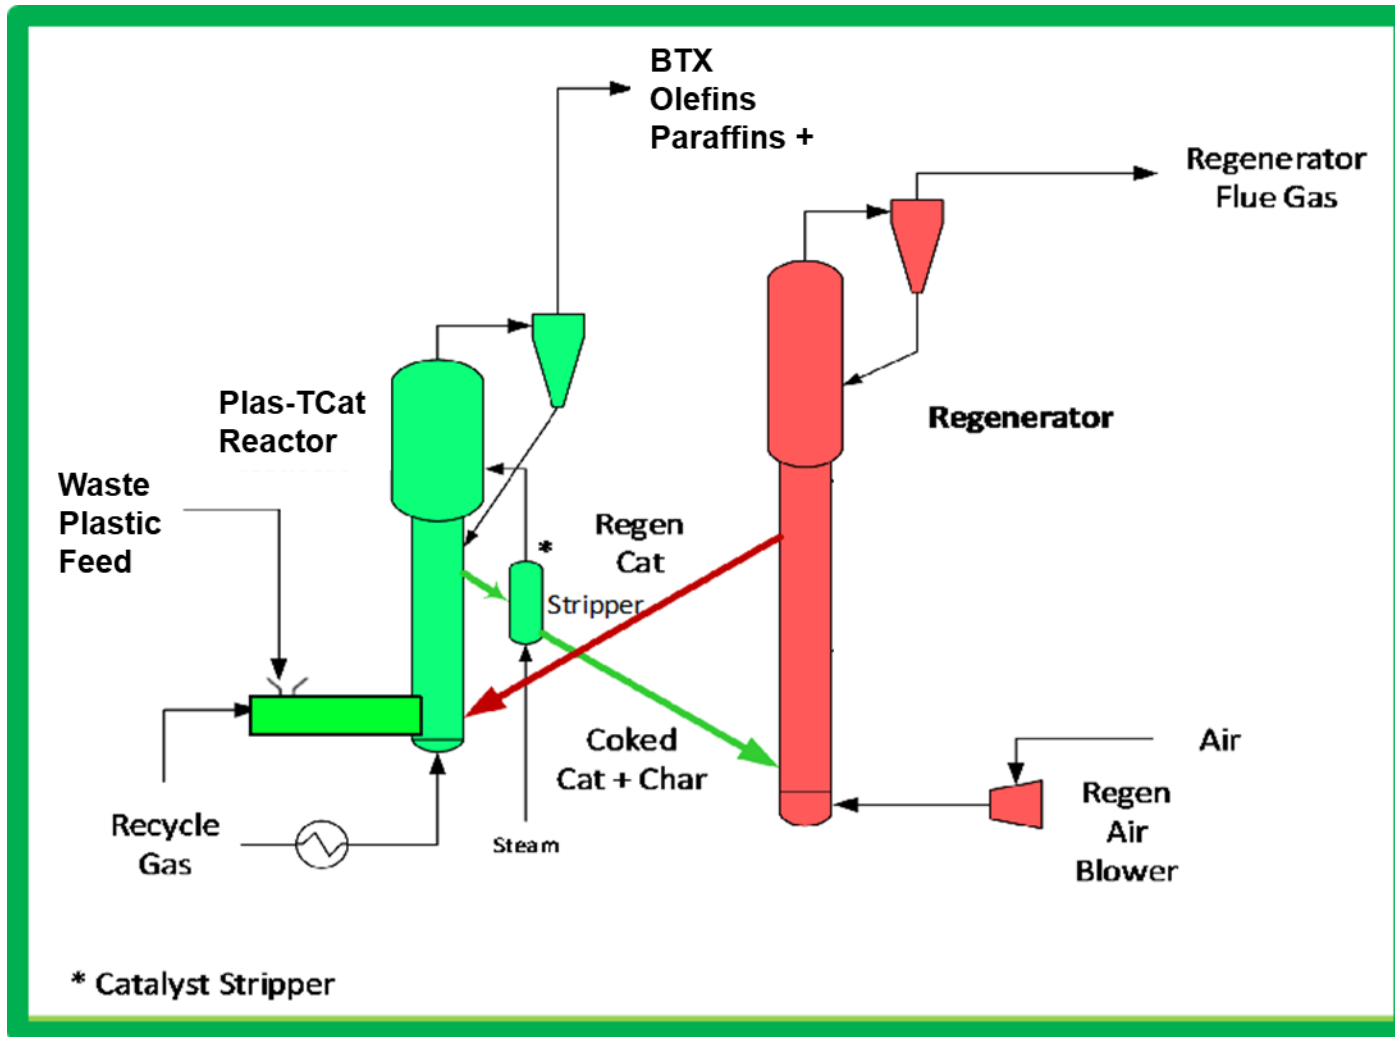 BTX
Olefins
Paraffins +
Regenerator
Flue Gas
Plas-TCat
Reactor
Regenerator
Waste
Plastic
Feed
Regen
Cat
*
Stripper
Coked
Cat + Char
Air
Regen
Air
Blower
Recycle
Gas
Steam
* Catalyst Stripper